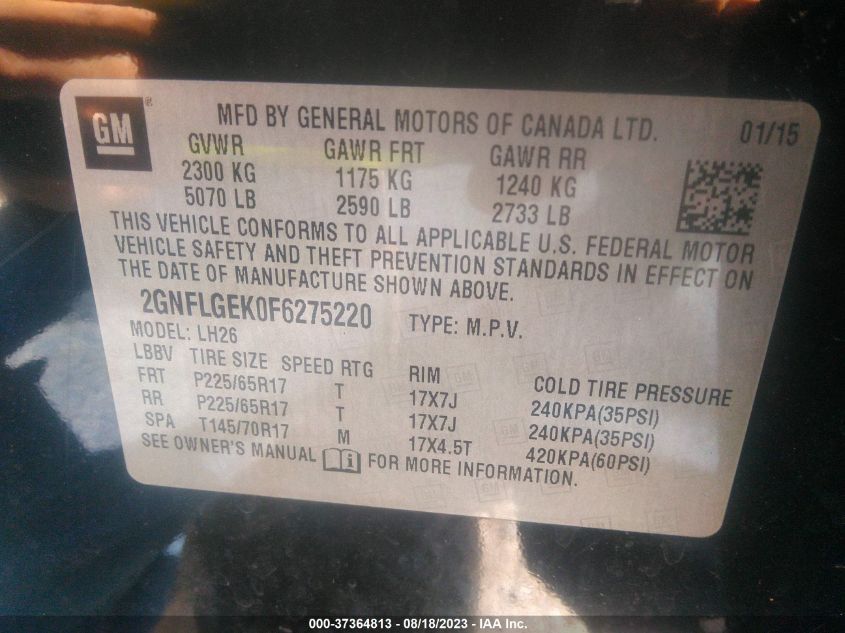 GM ® MFD BY GENERAL MOTORS OF CANADA LTD. 01/15
GVWR GAWR FRT GAWR RR
2300 KG 1175 KG 1240 KG
5070 LB 2590 LB 2733 LB
THIS VEHICLE CONFORMS TO ALL APPLICABLE U.S. FEDERAL MOTOR
VEHICLE SAFETY AND THEFT PREVENTION STANDARDS IN EFFECT ON
THE DATE OF MANUFACTURE SHOWN ABOVE.
2GNFLGEK0F6275220 TYPE: M.P.V.
MODEL: LH26
LBBV TIRE SIZE SPEED RTG RIM COLD TIRE PRESSURE
FRT P225/65R17 T 17X7J 240KPA(35PSI)
RR P225/65R17 T 17X7J 240KPA(35PSI)
SPA T145/70R17 M 17X4.5T 420KPA(60PSI)
SEE OWNER'S MANUAL FOR MORE INFORMATION.
000-37364813 - 08/18/2023 - IAA Inc.